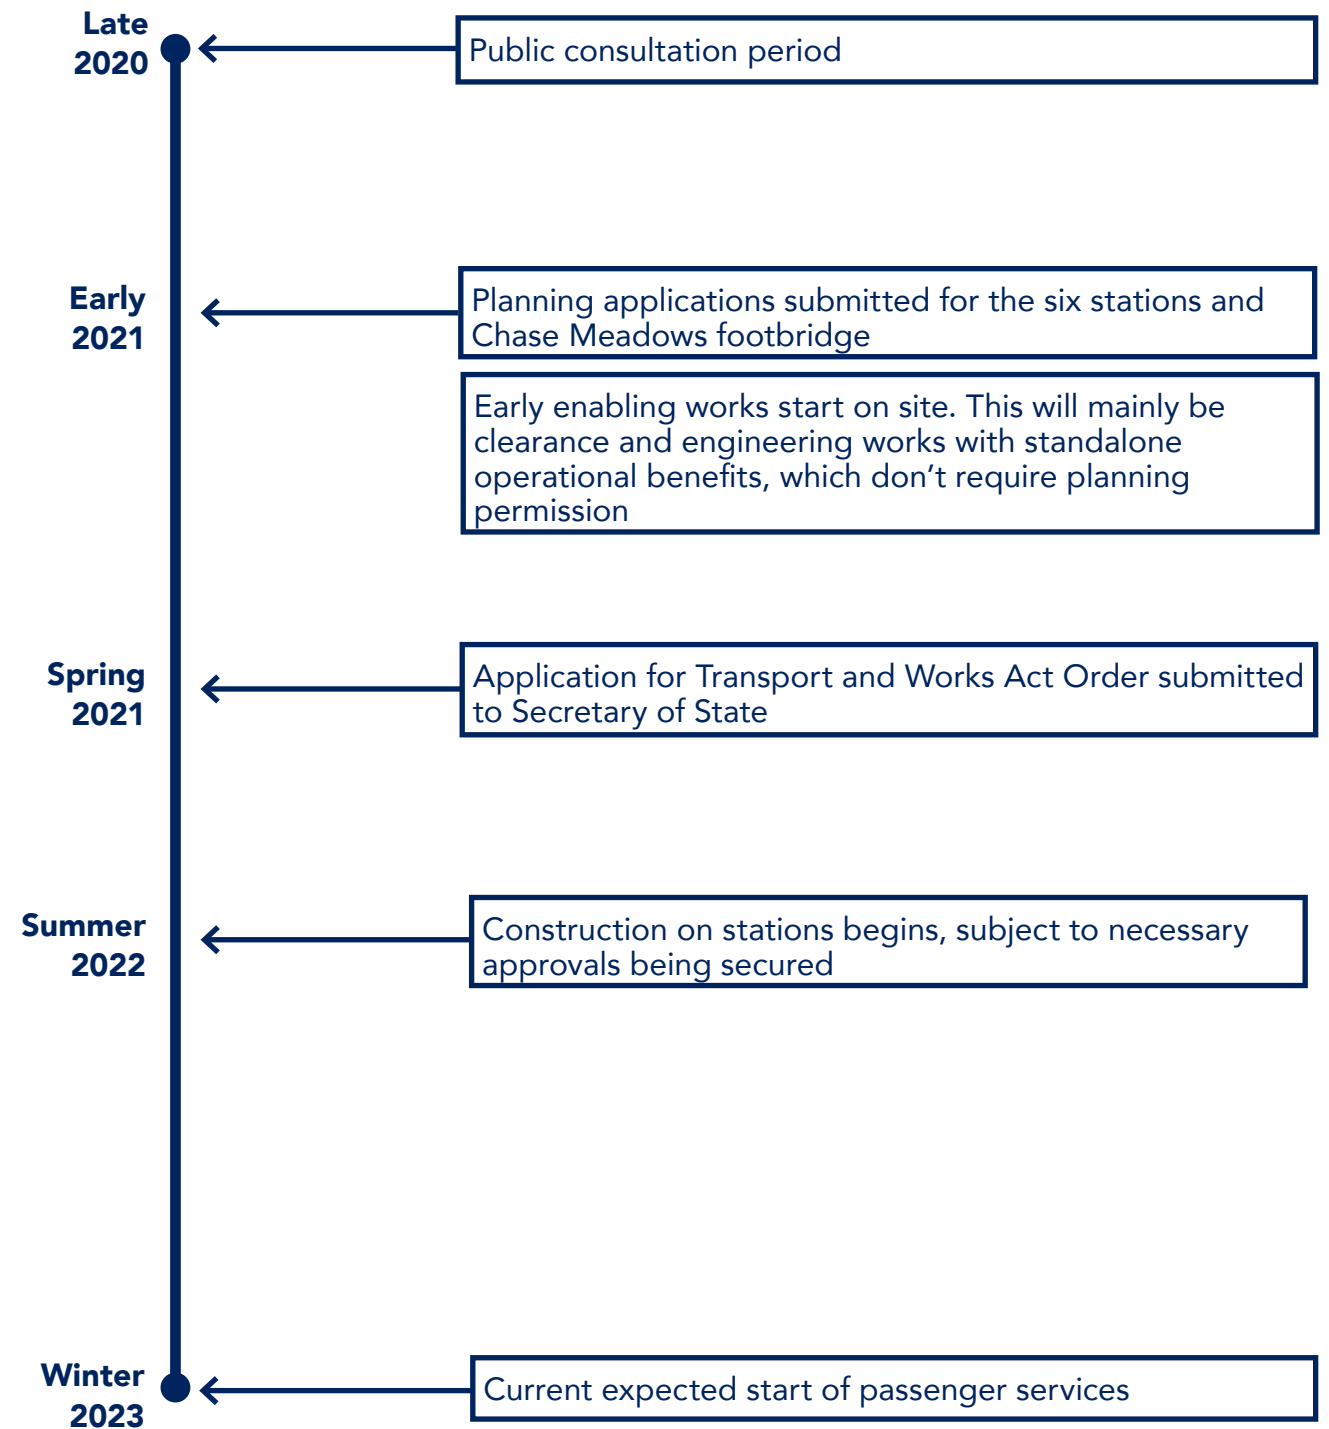 Late
2020
Public consultation period
Early
2021
Planning applications submitted for the six stations and
Chase Meadows footbridge
Early enabling works start on site. This will mainly be
clearance and engineering works with standalone
operational benefits, which don’t require planning
permission
Spring
2021
Application for Transport and Works Act Order submitted
to Secretary of State
Summer
2022
Construction on stations begins, subject to necessary
approvals being secured
Winter
2023
Current expected start of passenger services